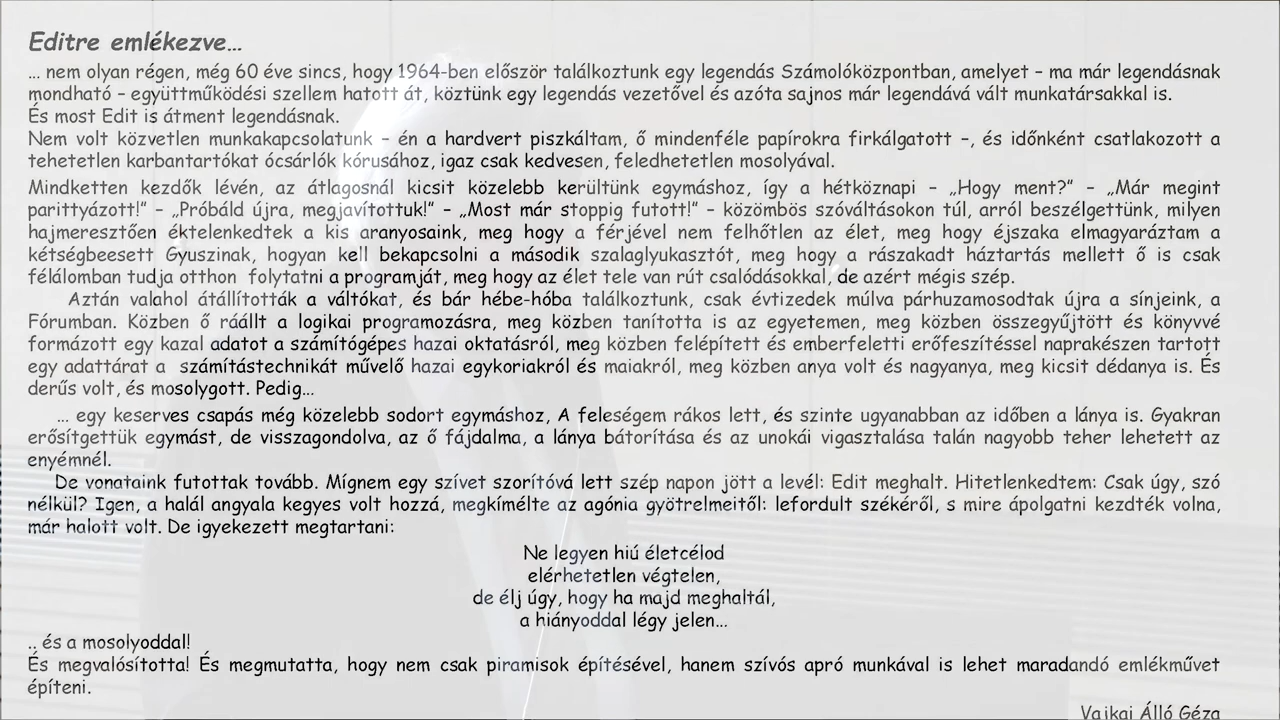 Editre emlékezve…
… nem olyan régen, még 60 éve sincs, hogy 1964-ben először találkoztunk egy legendás Számolóközpontban, amelyet – ma már legendásnak
mondható – együttműködési szellem hatott át, köztünk egy legendás vezetővel és azóta sajnos már legendává vált munkatársakkal is.
És most Edit is átment legendásnak.
Nem volt közvetlen munkakapcsolatunk – én a hardvert piszkáltam, ő mindenféle papírokra firkálgatott –, és időnként csatlakozott a
tehetetlen karbantartókat ócsárlók kórusához, igaz csak kedvesen, feledhetetlen mosolyával.
Mindketten kezdők lévén, az átlagosnál kicsit közelebb kerültünk egymáshoz, így a hétköznapi – „Hogy ment?” – „Már megint
parittyázott!” – „Próbáld újra, megjavítottuk!” – „Most már stoppig futott!” – közömbös szóváltásokon túl, arról beszélgettünk, milyen
hajmeresztően éktelenkedtek a kis aranyosaink, meg hogy a férjével nem felhőtlen az élet, meg hogy éjszaka elmagyaráztam a
kétségbeesett Gyuszinak, hogyan kell bekapcsolni a második szalaglyukasztót, meg hogy a rászakadt háztartás mellett ő is csak
félálomban tudja otthon folytatni a programját, meg hogy az élet tele van rút csalódásokkal, de azért mégis szép.
Aztán valahol átállították a váltókat, és bár hébe-hóba találkoztunk, csak évtizedek múlva párhuzamosodtak újra a sínjeink, a
Fórumban. Közben ő ráállt a logikai programozásra, meg közben tanította is az egyetemen, meg közben összegyűjtött és könyvvé
formázott egy kazal adatot a számítógépes hazai oktatásról, meg közben felépített és emberfeletti erőfeszítéssel naprakészen tartott
egy adattárat a számítástechnikát művelő hazai egykoriakról és maiakról, meg közben anya volt és nagyanya, meg kicsit dédanya is. És
derűs volt, és mosolygott. Pedig…
… egy keserves csapás még közelebb sodort egymáshoz, A feleségem rákos lett, és szinte ugyanabban az időben a lánya is. Gyakran
erősítgettük egymást, de visszagondolva, az ő fájdalma, a lánya bátorítása és az unokái vigasztalása talán nagyobb teher lehetett az
enyémnél.
De vonataink futottak tovább. Mígnem egy szívet szorítóvá lett szép napon jött a levél: Edit meghalt. Hitetlenkedtem: Csak úgy, szó
nélkül? Igen, a halál angyala kegyes volt hozzá, megkímélte az agónia gyötrelmeitől: lefordult székéről, s mire ápolgatni kezdték volna,
már halott volt. De igyekezett megtartani:
Ne legyen hiú életcélod
elérhetetlen végtelen,
de élj úgy, hogy ha majd meghaltál,
a hiányoddal légy jelen…
.. és a mosolyoddal!
És megvalósította! És megmutatta, hogy nem csak piramisok építésével, hanem szívós apró munkával is lehet maradandó emlékművet
építeni.
Vajkai Álló Géza